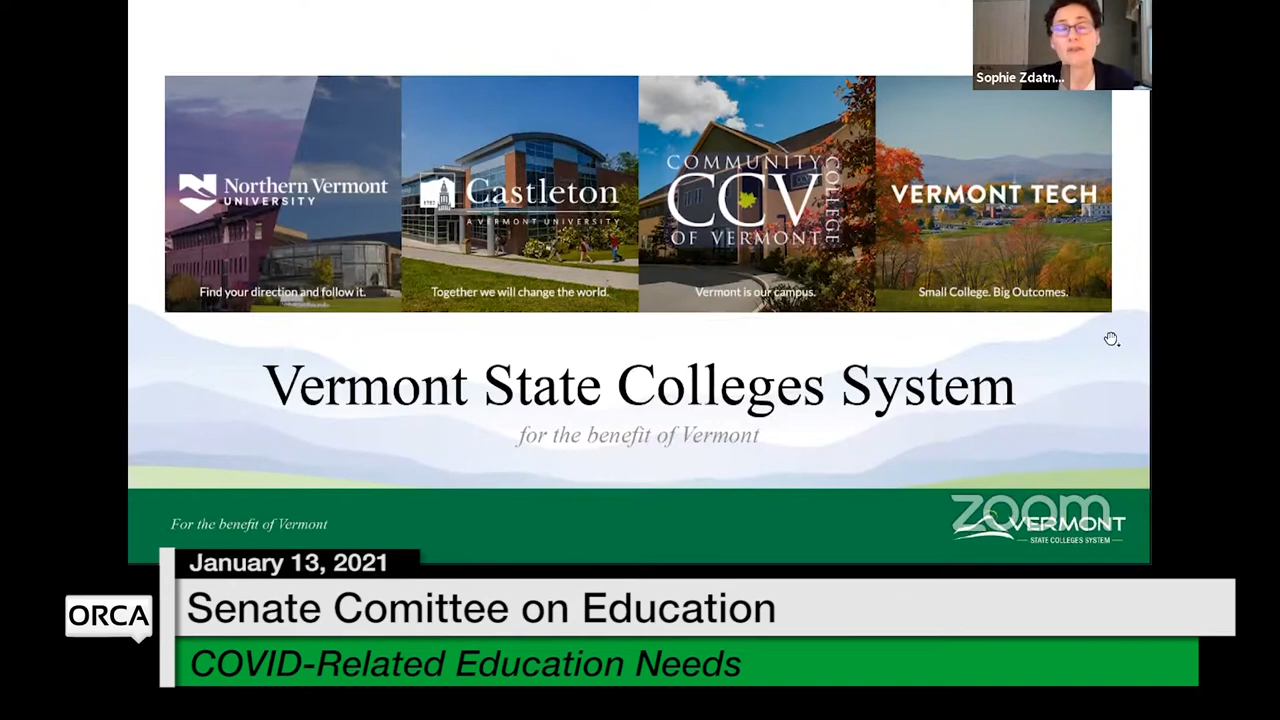 Sophie Zdatn...
Northern Vermont
UNIVERSITY
Find your direction and follow it.
1787
Castleton
A VERMONT UNIVERSITY
Together we will change the world.
COMMUNITY
COLLEGE
CCV
OF VERMONT
Vermont is our campus.
VERMONT TECH
Small College. Big Outcomes.
Vermont State Colleges System
for the benefit of Vermont
For the benefit of Vermont
zoom
VERMONT
STATE COLLEGES SYSTEM
January 13, 2021
ORCA
Senate Comittee on Education
COVID-Related Education Needs